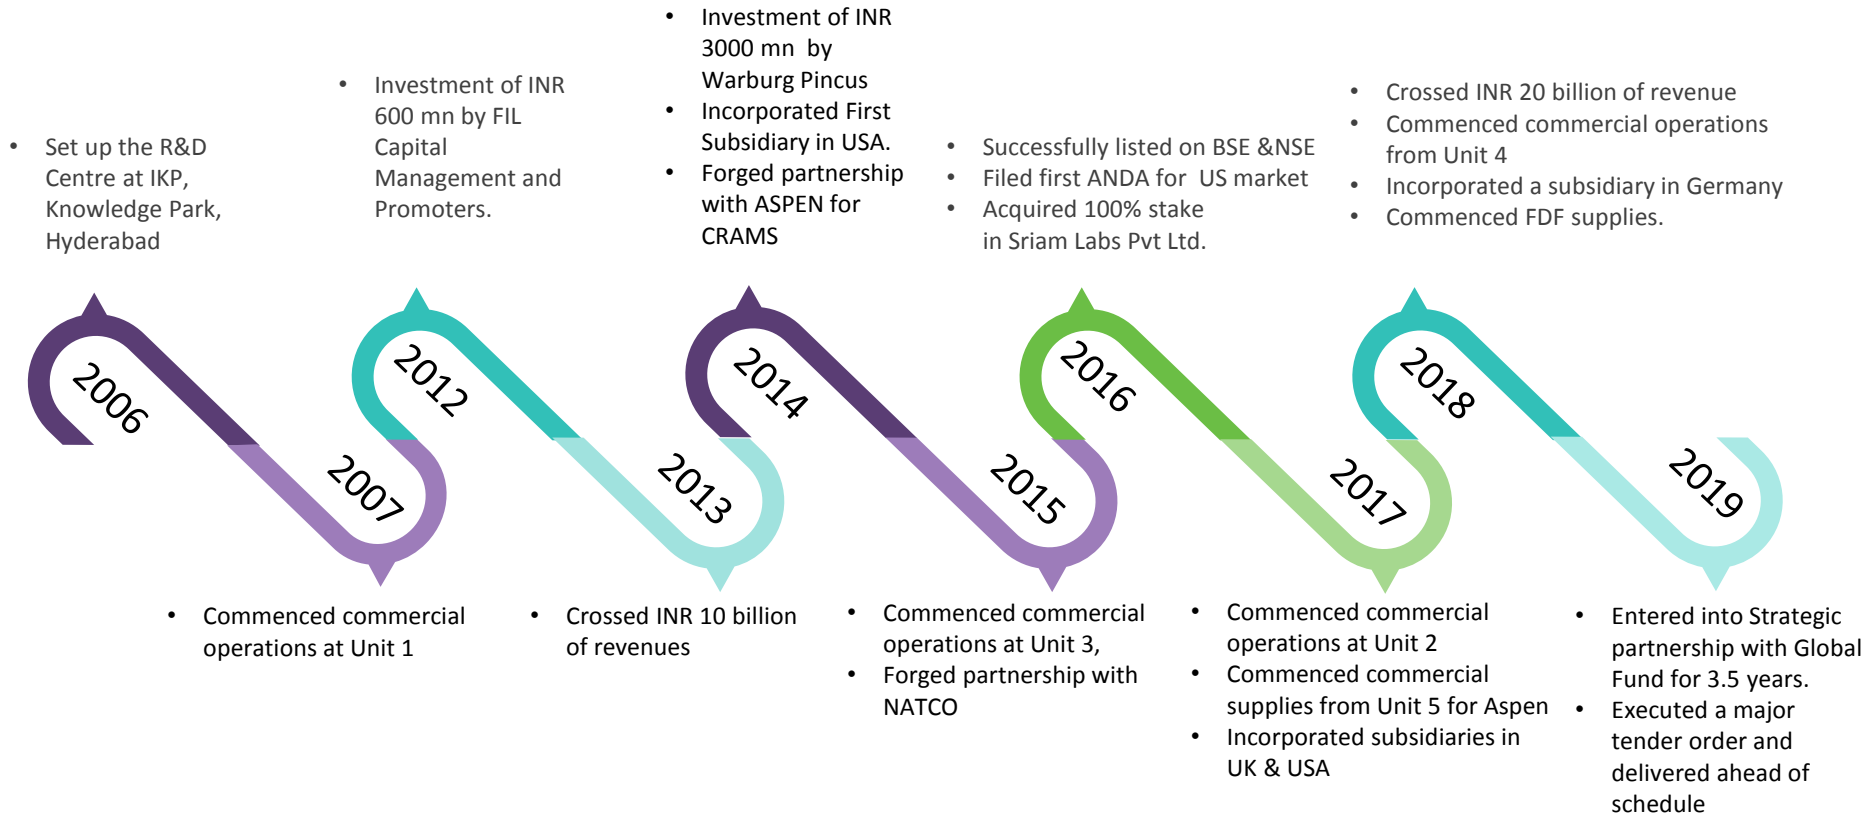 • Set up the R&D
Centre at IKP,
Knowledge Park,
Hyderabad
2006
2007
• Commenced commercial
operations at Unit 1
• Investment of INR
600 mn by FIL
Capital
Management and
Promoters.
2012
2013
• Crossed INR 10 billion
of revenues
• Investment of INR
3000 mn by
Warburg Pincus
• Incorporated First
Subsidiary in USA.
• Forged partnership
with ASPEN for
CRAMS
2014
2015
• Commenced commercial
operations at Unit 3,
• Forged partnership with
NATCO
• Successfully listed on BSE &NSE
• Filed first ANDA for US market
• Acquired 100% stake
in Sriam Labs Pvt Ltd.
2016
2017
• Commenced commercial
operations at Unit 2
• Commenced commercial
supplies from Unit 5 for Aspen
• Incorporated subsidiaries in
UK & USA
• Crossed INR 20 billion of revenue
• Commenced commercial operations
from Unit 4
• Incorporated a subsidiary in Germany
• Commenced FDF supplies.
2018
2019
• Entered into Strategic
partnership with Global
Fund for 3.5 years.
• Executed a major
tender order and
delivered ahead of
schedule